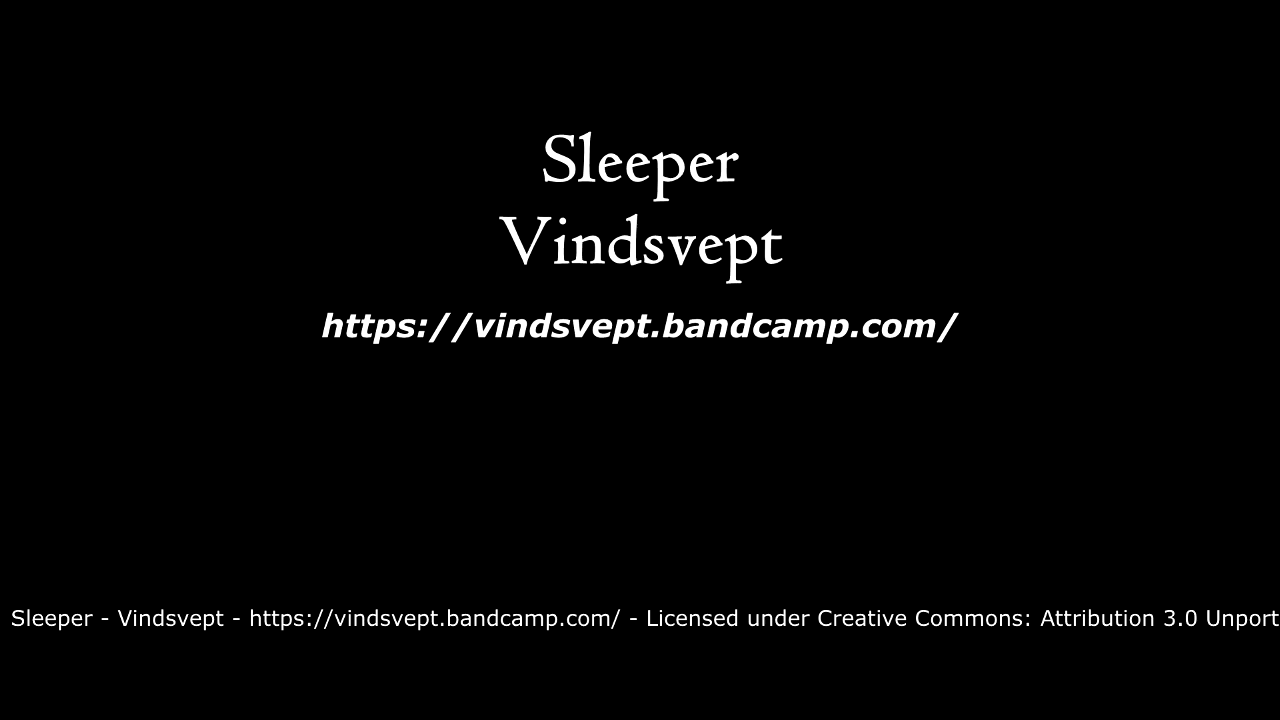 Sleeper
Vindsvept
https://vindsvept.bandcamp.com/
Sleeper - Vindsvept - https://vindsvept.bandcamp.com/ - Licensed under Creative Commons: Attribution 3.0 Unport